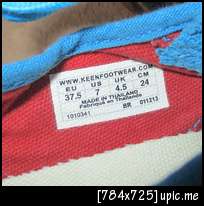 WWW.KEENFOOTWEAR.COM
EU US UK CM
37.5 7 4.5 24
MADE IN THAILAND
Fabriqué en Thaïlande
1010341 BR 011213
[784x725]upic.me